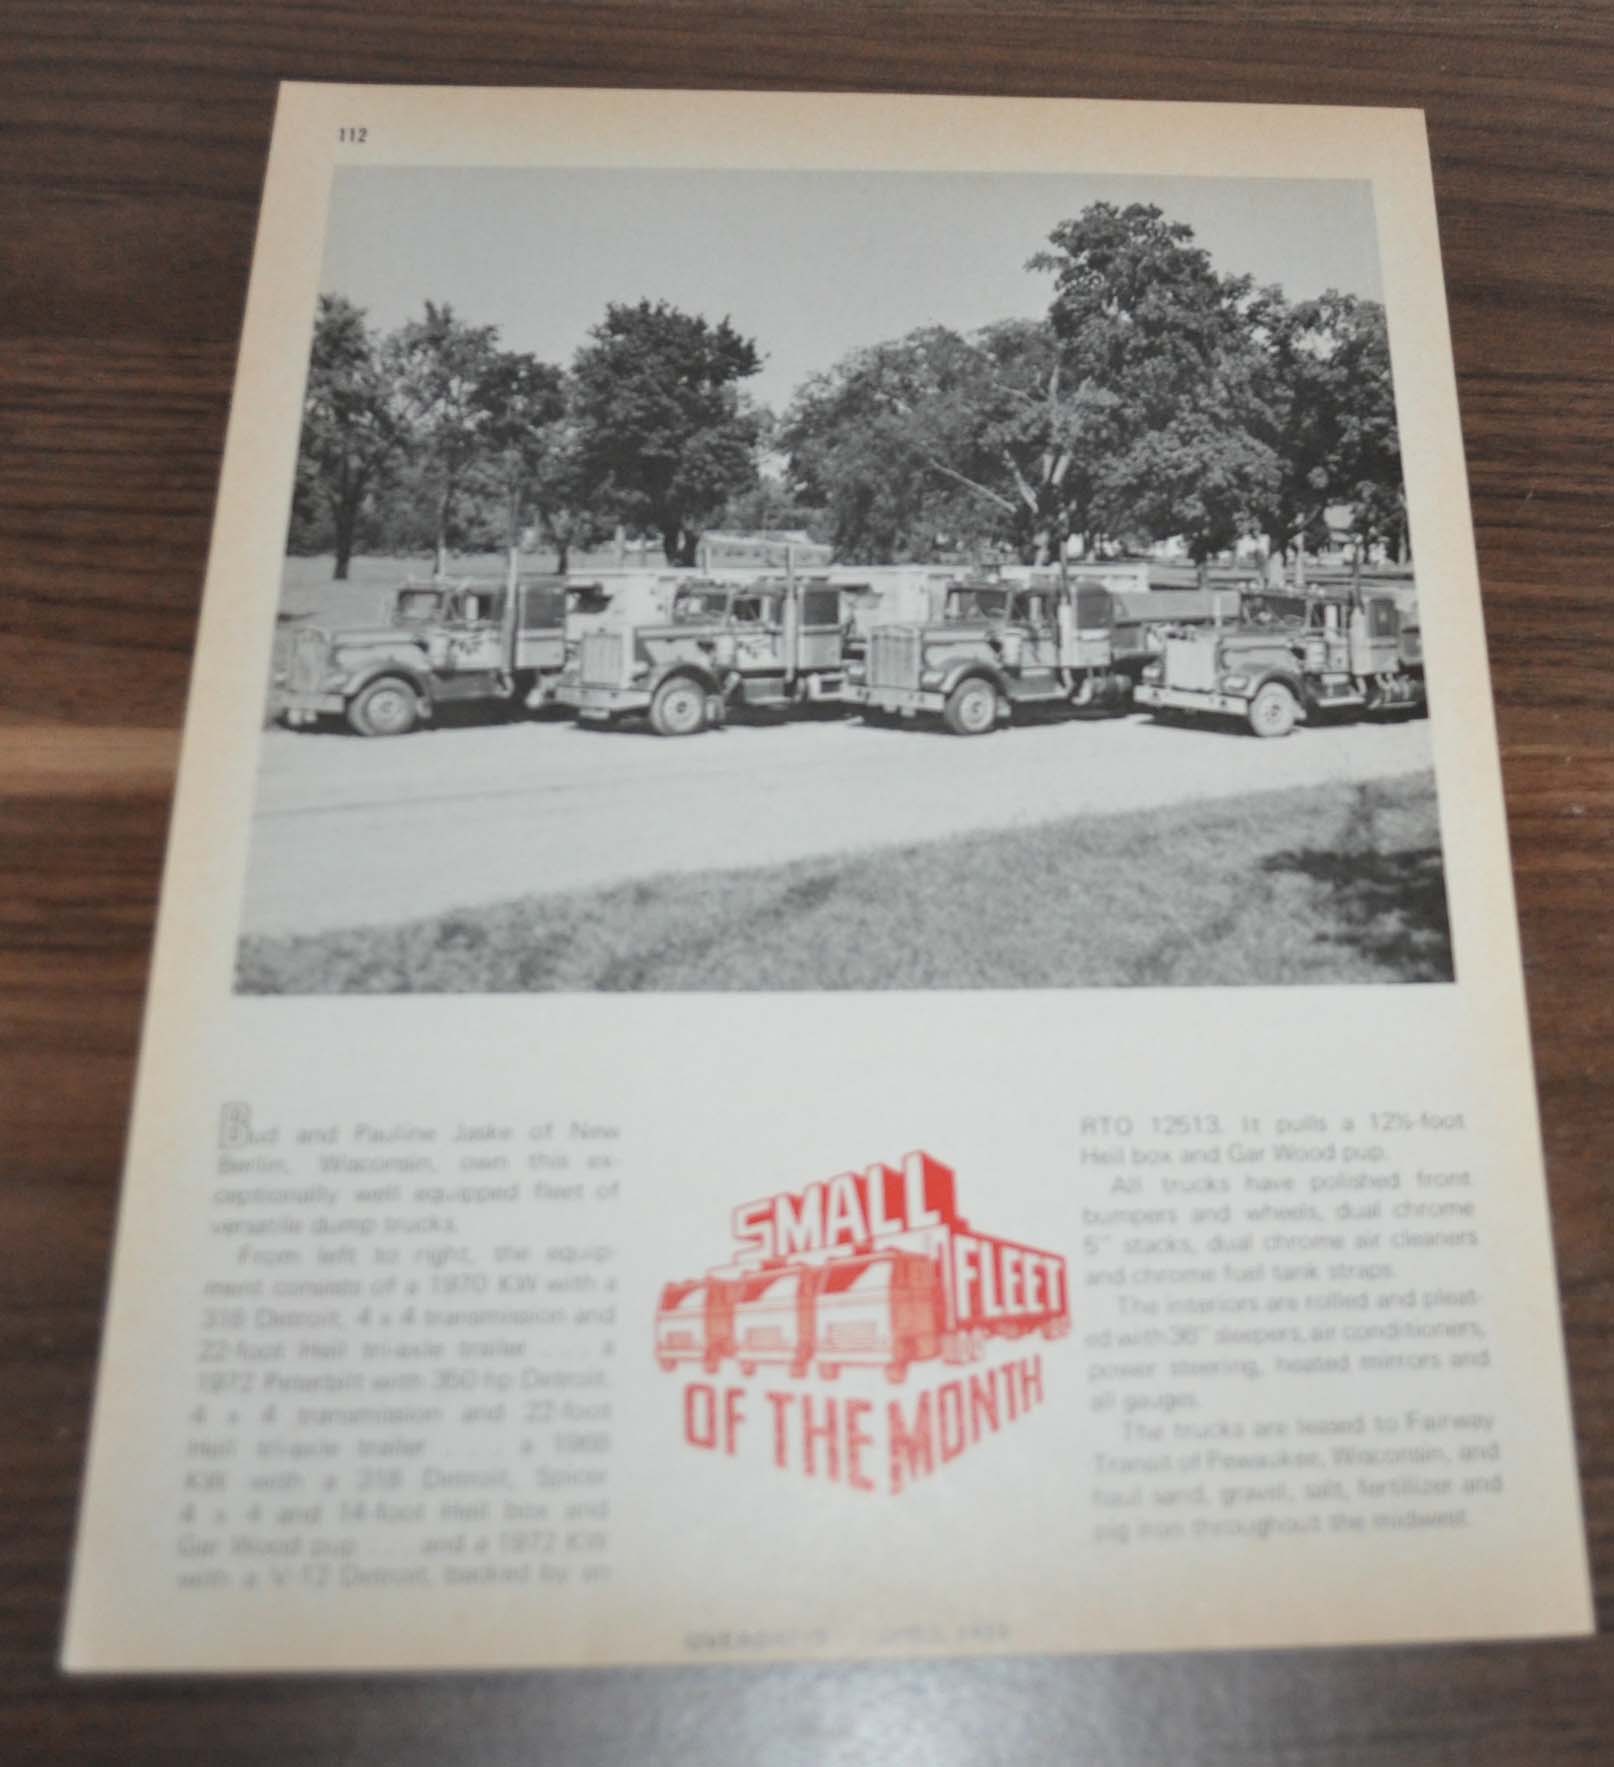 112
Bud and Pauline Jaske of New
Berlin, Wisconsin, own this ex-
ceptionally well equipped fleet of
versatile dump trucks.
From left to right, the equip-
ment consists of a 1970 KW with a
318 Detroit, 4 x 4 transmission and
22-foot Heil tri-axle trailer . . . a
1972 Peterbilt with 350 hp Detroit,
4 x 4 transmission and 22-foot
Heil tri-axle trailer . . . a
KW with a 318 Detroit, Spicer
4 x 4 and 14-foot Heil box and
Gar Wood pup . . . and a 1972 KW
with a V-12 Detroit, backed by an
SMALL
FLEET
OF THE MONTH
RTO 12513. It pulls a 12½-foot
Heil box and Gar Wood pup.
All trucks have polished front
bumpers and wheels, dual chrome
5" stacks, dual chrome air cleaners
and chrome fuel tank straps.
The interiors are rolled and pleat-
ed with 36" sleepers, air conditioners,
power steering, heated mirrors and
all gauges.
The trucks are leased to Fairway
Transit of Pewaukee, Wisconsin, and
haul sand, gravel, salt, fertilizer and
pig iron throughout the midwest.